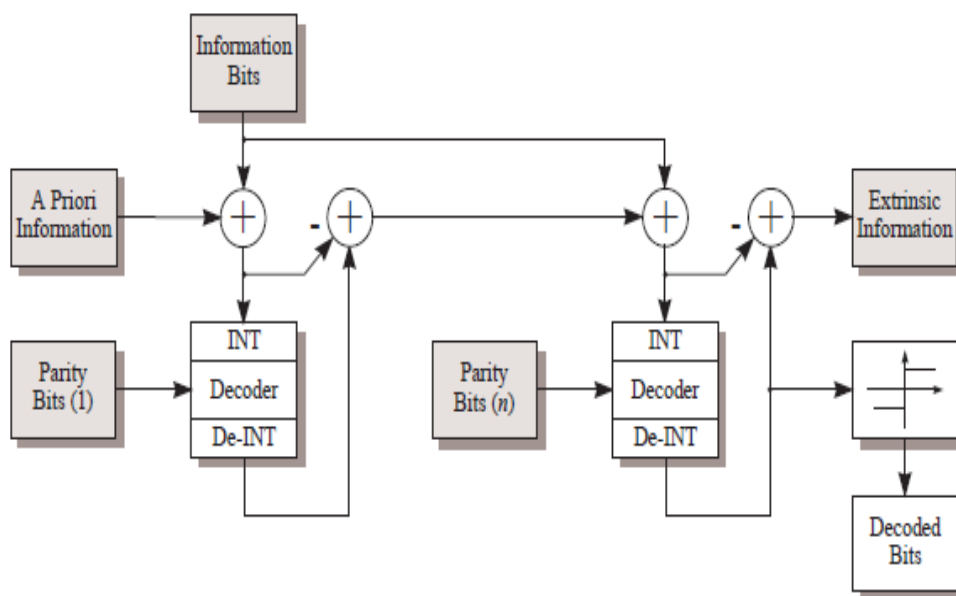 Information
Bits
A Priori
Information
+
-
+
+
-
+
Extrinsic
Information
Parity
Bits (1)
INT
Decoder
De-INT
Parity
Bits (n)
INT
Decoder
De-INT
Decoded
Bits